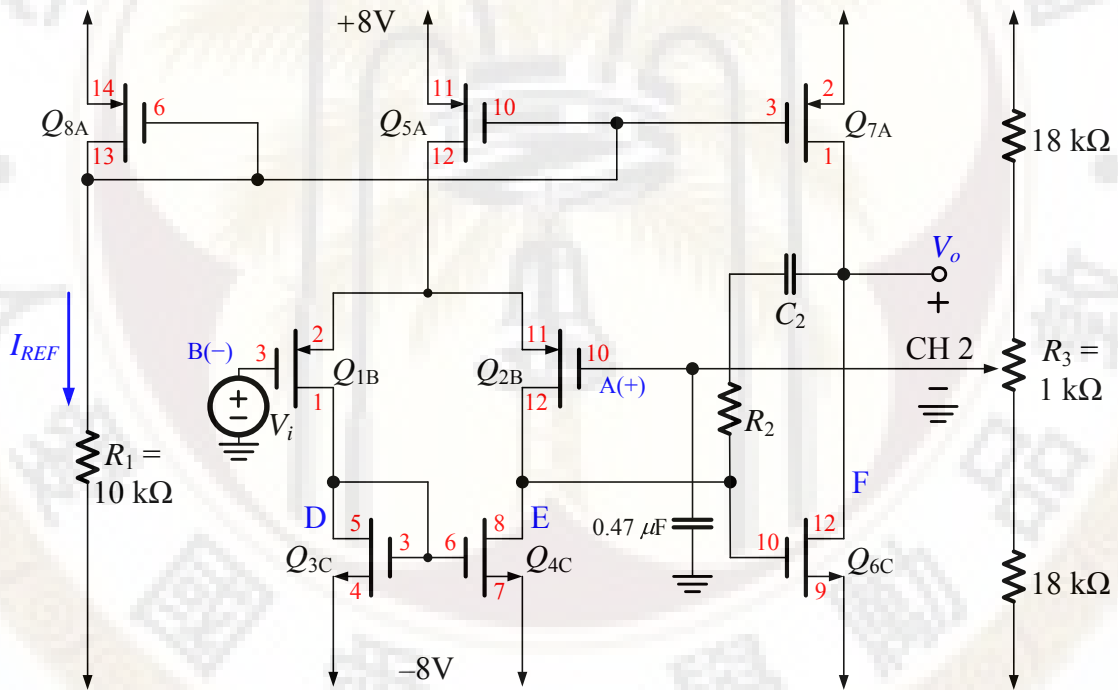 +8V
14
6
Q8A
13
11
10
Q5A
12
2
3
Q7A
1
18 kΩ
Vo
+
CH 2
−
C2
R3 =
1 kΩ
IREF
B(−)
3
2
Q1B
1
+
−
Vi
11
10
A(+)
Q2B
12
R2
R1 =
10 kΩ
D
E
F
5
3
Q3C
4
6
8
Q4C
7
0.47 μF
10
12
Q6C
9
18 kΩ
–8V